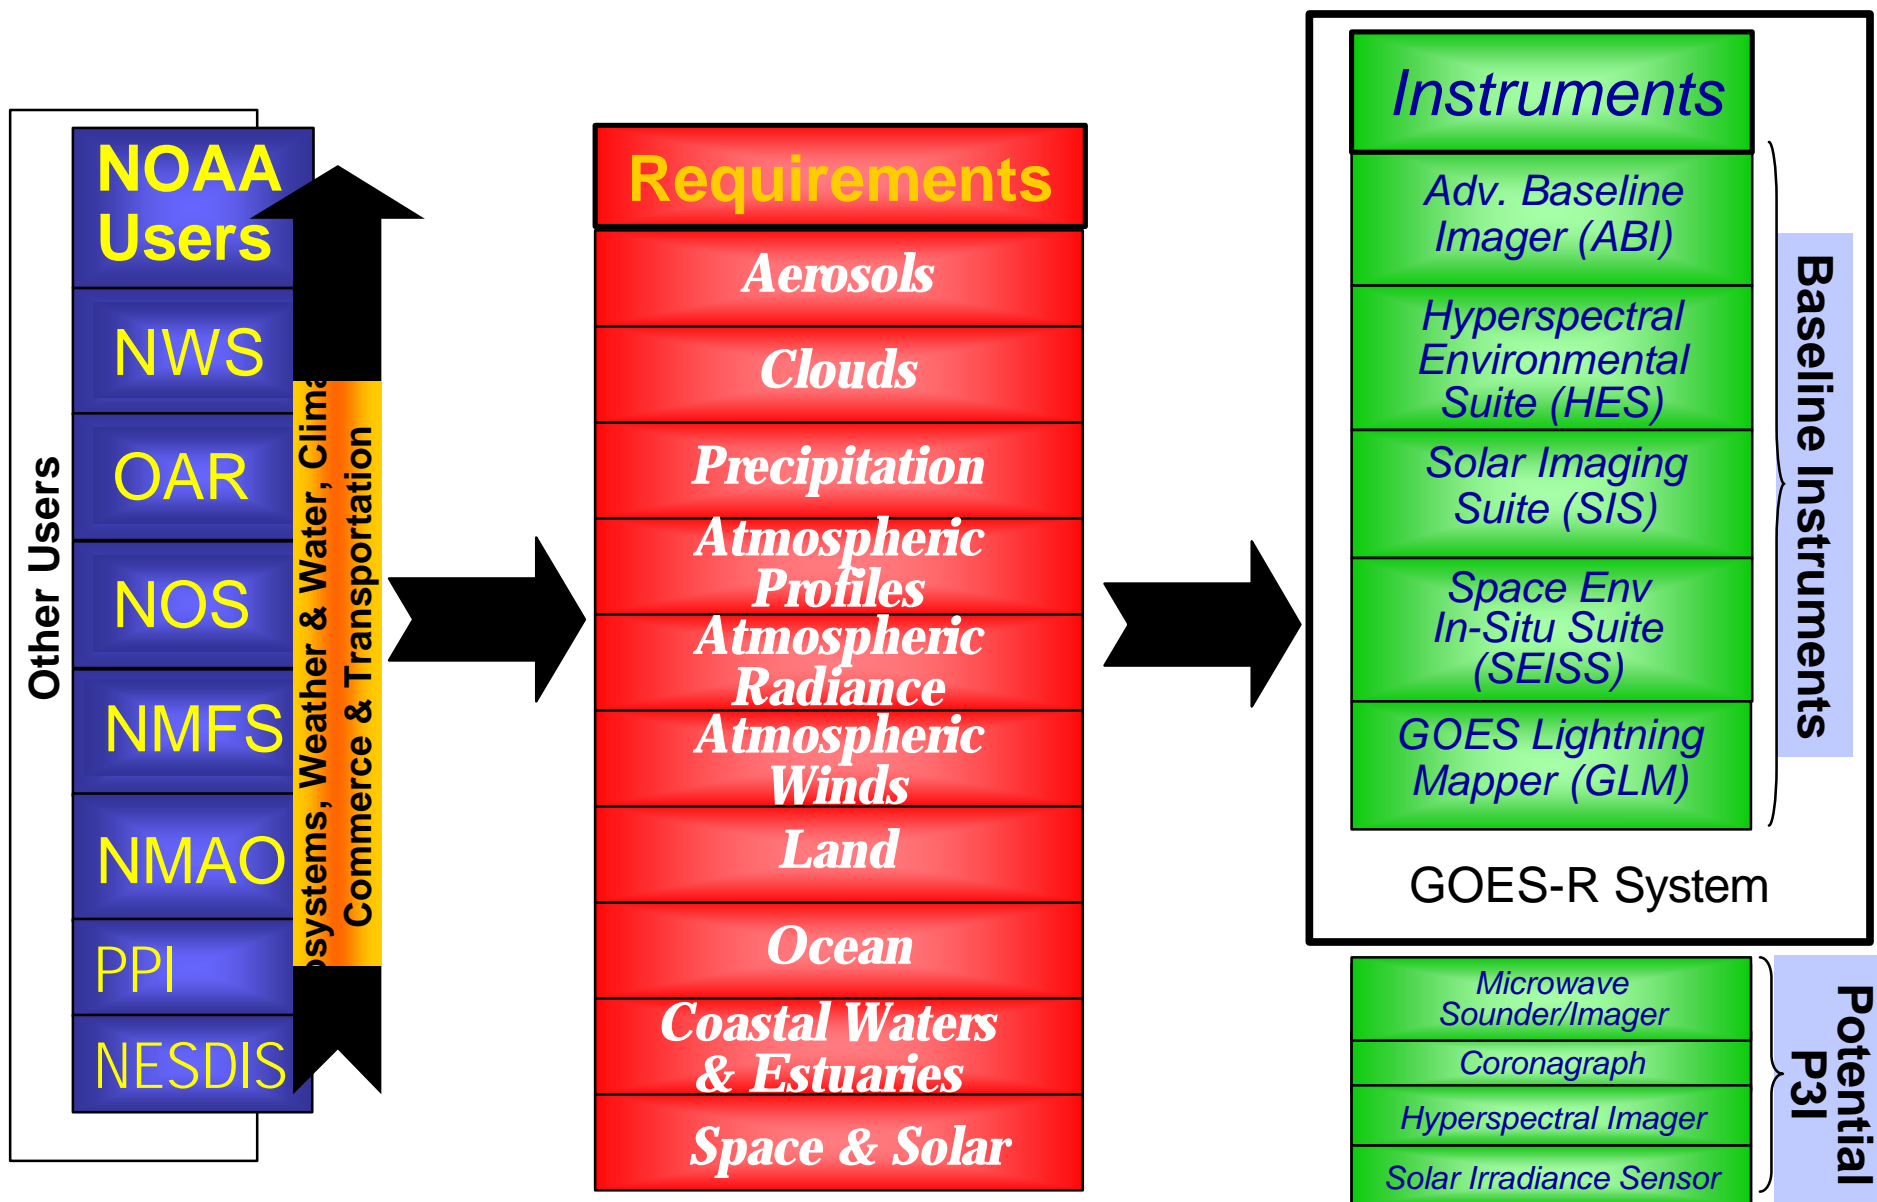 Other Users
NOAA
Users
NWS
OAR
NOS
NMFS
NMAO
PPI
NESDIS
osystems, Weather & Water, Clima
Commerce & Transportation
Requirements
Aerosols
Clouds
Precipitation
Atmospheric
Profiles
Atmospheric
Radiance
Atmospheric
Winds
Land
Ocean
Coastal Waters
& Estuaries
Space & Solar
Instruments
Adv. Baseline
Imager (ABI)
Hyperspectral
Environmental
Suite (HES)
Solar Imaging
Suite (SIS)
Space Env
In-Situ Suite
(SEISS)
GOES Lightning
Mapper (GLM)
Baseline Instruments
GOES-R System
Microwave
Sounder/Imager
Coronagraph
Hyperspectral Imager
Solar Irradiance Sensor
Potential
P3I